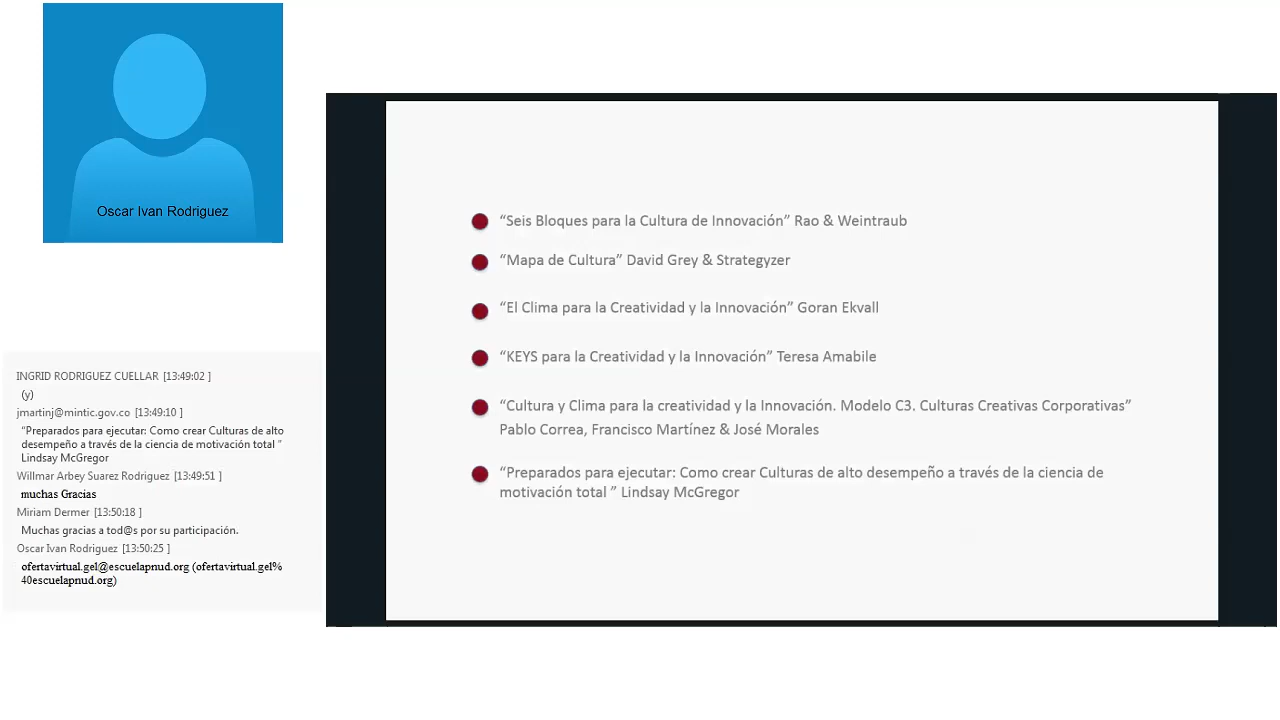 Oscar Ivan Rodriguez
INGRID RODRIGUEZ CUELLAR [13:49:02 ]
(y)
jmartinj@mintic.gov.co [13:49:10 ]
“Preparados para ejecutar: Como crear Culturas de alto
desempeño a través de la ciencia de motivación total ”
Lindsay McGregor
Willmar Arbey Suarez Rodriguez [13:49:51 ]
muchas Gracias
Miriam Dermer [13:50:18 ]
Muchas gracias a tod@s por su participación.
Oscar Ivan Rodriguez [13:50:25 ]
ofertavirtual.gel@escuelapnud.org (ofertavirtual.gel%
40escuelapnud.org)
“Seis Bloques para la Cultura de Innovación” Rao & Weintraub
“Mapa de Cultura” David Grey & Strategyzer
“El Clima para la Creatividad y la Innovación” Goran Ekvall
“KEYS para la Creatividad y la Innovación” Teresa Amabile
“Cultura y Clima para la creatividad y la Innovación. Modelo C3. Culturas Creativas Corporativas”
Pablo Correa, Francisco Martínez & José Morales
“Preparados para ejecutar: Como crear Culturas de alto desempeño a través de la ciencia de
motivación total ” Lindsay McGregor